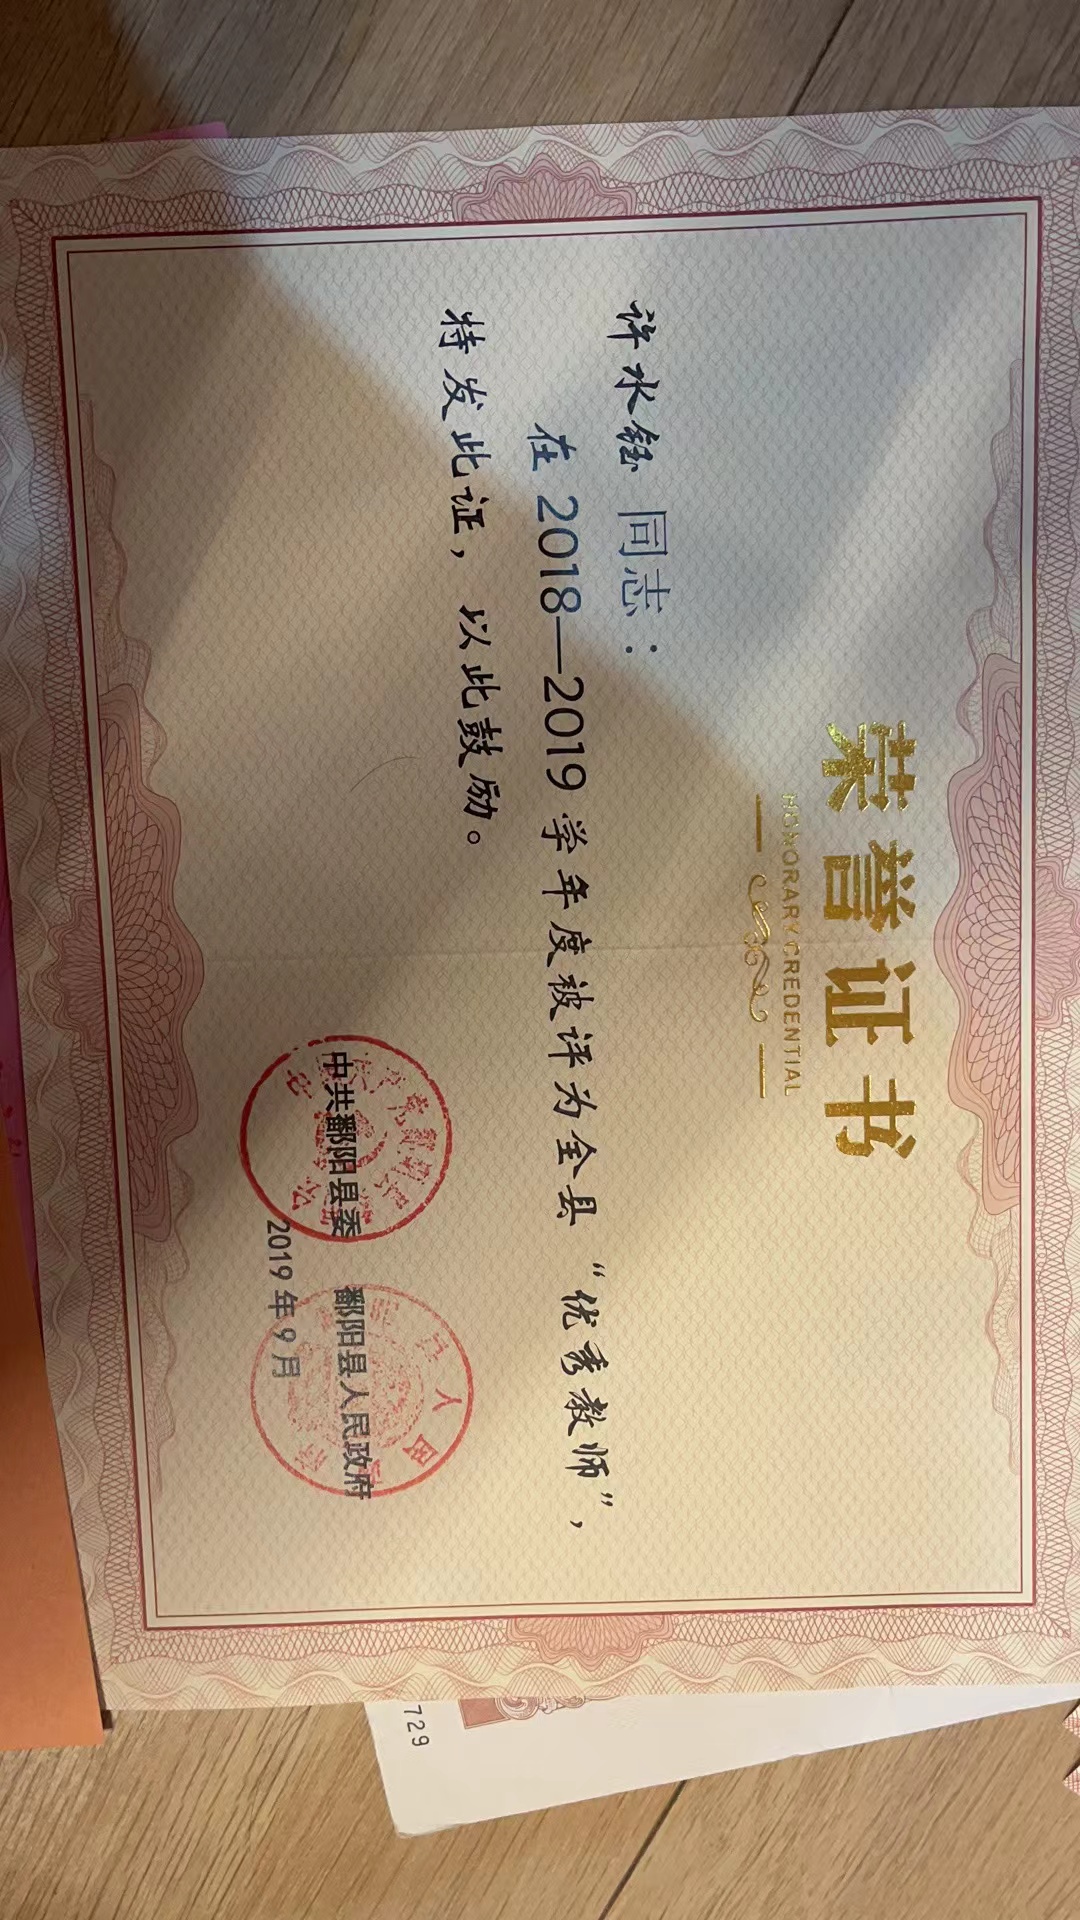 荣誉证书
HONORARY CREDENTIAL
许水钰 同志：
在 2018—2019 学年度被评为全县“优秀教师”，
特发此证，以此鼓励。
中共鄱阳县委 鄱阳县人民政府
2019 年 9 月
729